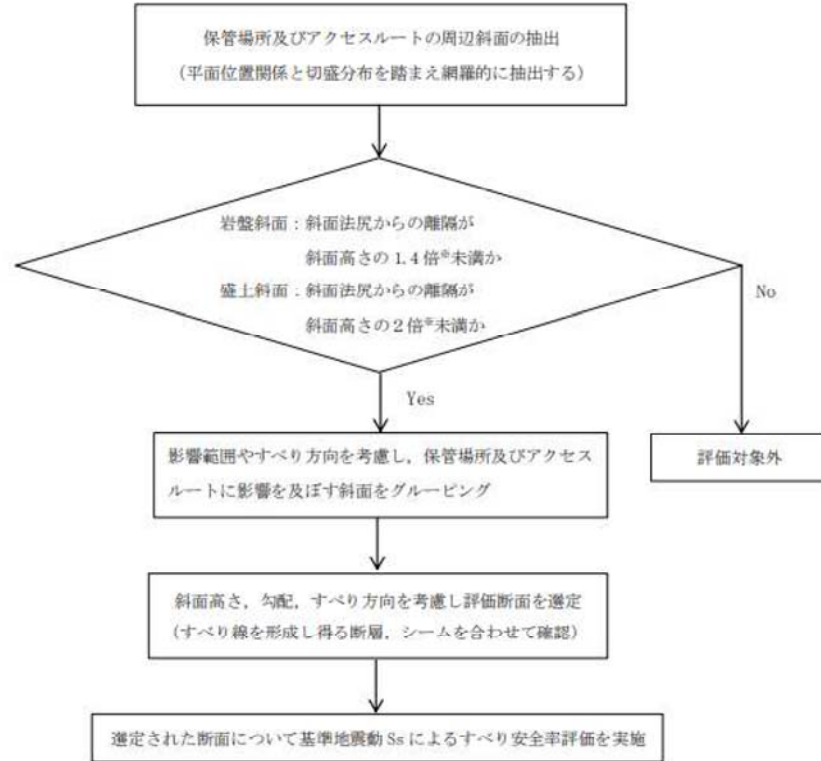 保管場所及びアクセスルートの周辺斜面の抽出
（平面位置関係と切盛分布を踏まえ網羅的に抽出する）
岩盤斜面：斜面法尻からの離隔が
斜面高さの1.4倍※未満か
盛土斜面：斜面法尻からの離隔が
斜面高さの2倍※未満か
No
Yes
影響範囲やすべり方向を考慮し，保管場所及びアクセス
ルートに影響を及ぼす斜面をグルーピング
評価対象外
斜面高さ，勾配，すべり方向を考慮し評価断面を選定
（すべり線を形成し得る断層，シームを合わせて確認）
選定された断面について基準地震動Ssによるすべり安全率評価を実施